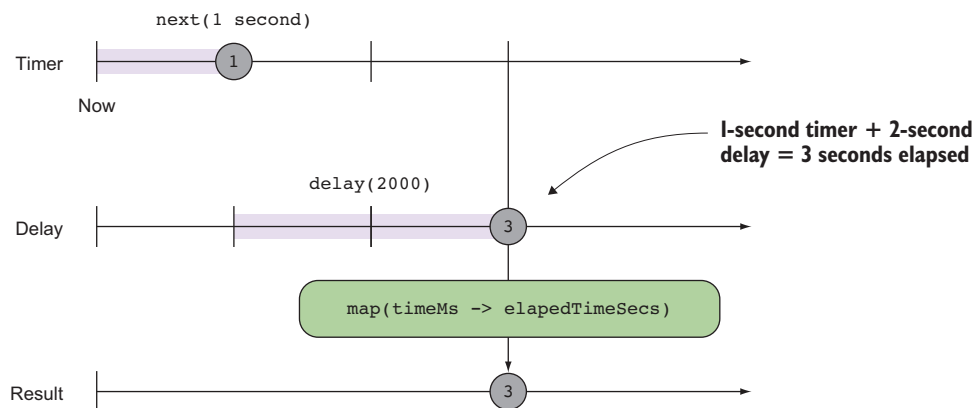 next(1 second)
Timer
1
Now
1-second timer + 2-second
delay = 3 seconds elapsed
delay(2000)
Delay
3
map(timeMs -> elapedTimeSecs)
Result
3